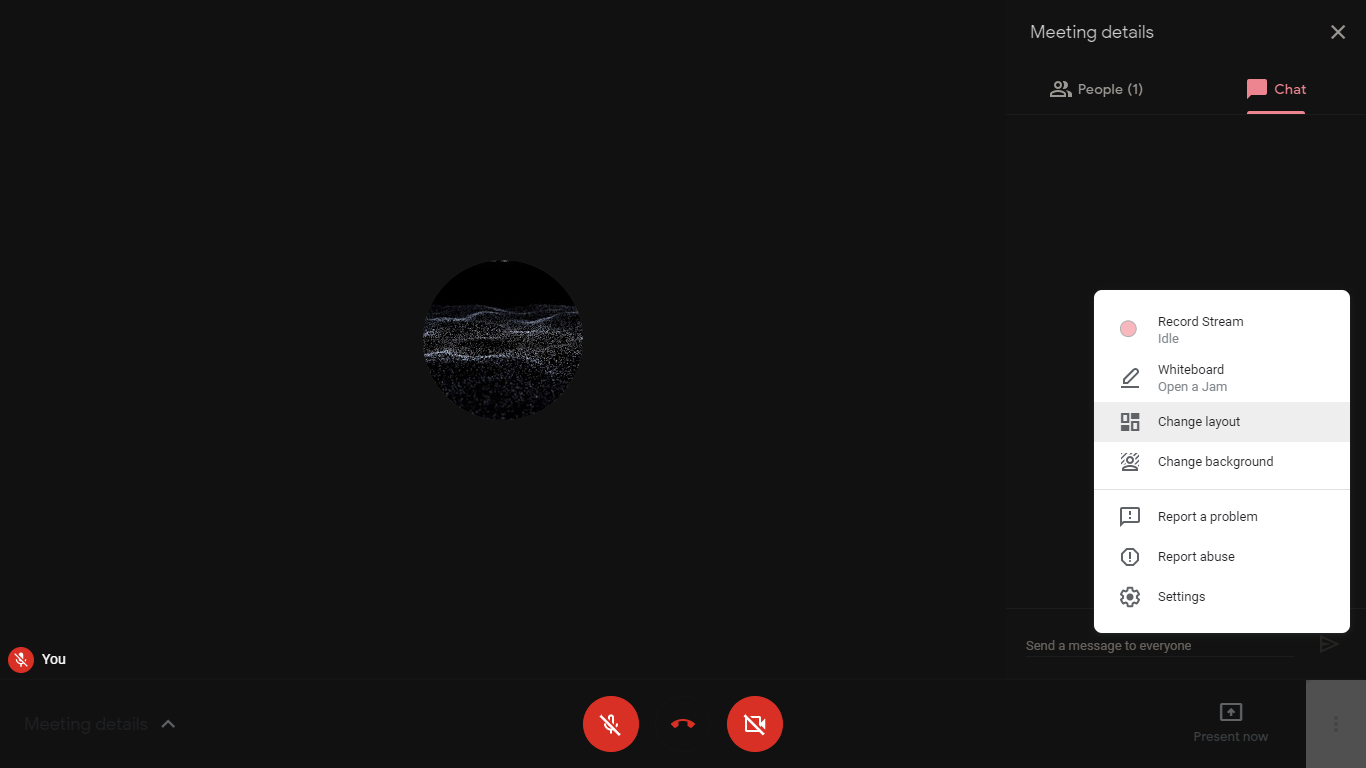 Meeting details
People (1)
Chat
Record Stream
Idle
Whiteboard
Open a Jam
Change layout
Change background
Report a problem
Report abuse
Settings
Send a message to everyone
You
Meeting details
Present now